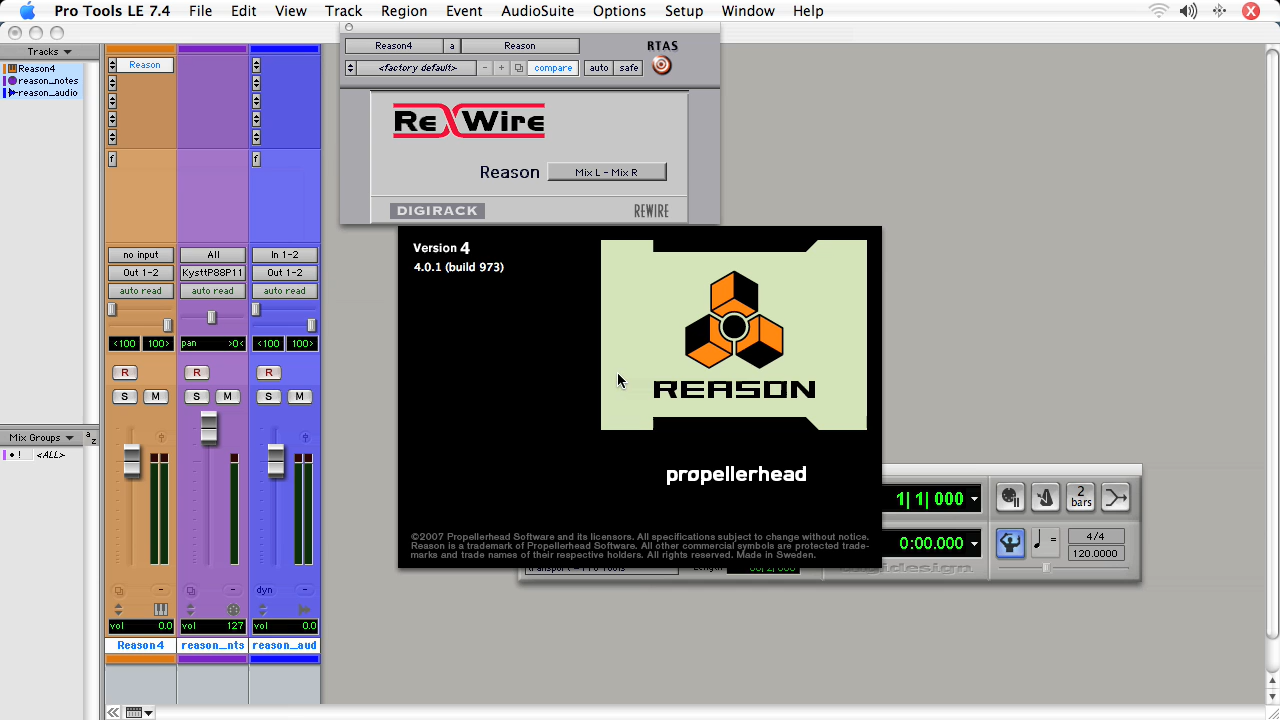 Pro Tools LE 7.4 File Edit View Track Region Event AudioSuite Options Setup Window Help
Tracks
Reason4
reason_notes
reason_audio
Reason
f
f
Reason4 a Reason
RTAS
<factory default> - + compare auto safe
ReWire
Reason Mix L - Mix R
DIGIRACK REWIRE
Version 4
4.0.1 (build 973)
REASON
propellerhead
©2007 Propellerhead Software and its licensors. All specifications subject to change without notice.
Reason is a trademark of Propellerhead Software. All other commercial symbols are protected trade-
marks and trade names of their respective holders. All rights reserved. Made in Sweden.
no input All In 1-2
Out 1-2 KysttP88P11 Out 1-2
auto read auto read auto read
<100 100> pan >0< <100 100>
R R R
S M S M S M
Mix Groups a z
! <ALL>
dyn
vol 0.0 vol 127 vol 0.0
Reason4 reason_nts reason_aud
1| 1| 000
2
bars
0:00.000
=
4/4
120.0000